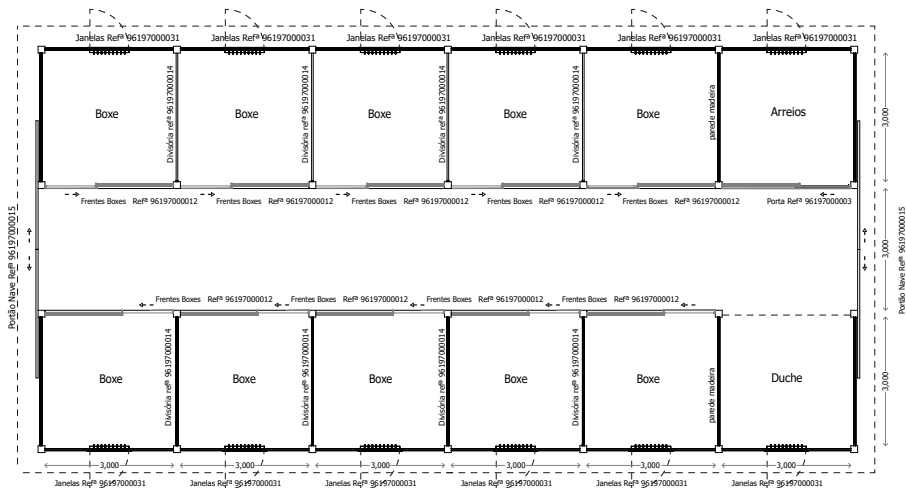 Janelas Refª 96197000031 Janelas Refª 96197000031 Janelas Refª 96197000031 Janelas Refª 96197000031 Janelas Refª 96197000031 Janelas Refª 96197000031
Boxe Boxe Boxe Boxe Boxe Arreios
Divisória refª 96197000014
Divisória refª 96197000014
Divisória refª 96197000014
Divisória refª 96197000014
parede madeira
3,000
Frentes Boxes Refª 96197000012 Frentes Boxes Refª 96197000012 Frentes Boxes Refª 96197000012 Frentes Boxes Refª 96197000012 Frentes Boxes Refª 96197000012 Porta Refª 96197000003
Portão Nave Refª 96197000015
3,000
Portão Nave Refª 96197000015
Frentes Boxes Refª 96197000012 Frentes Boxes Refª 96197000012 Frentes Boxes Refª 96197000012 Frentes Boxes Refª 96197000012
Boxe Boxe Boxe Boxe Boxe Duche
Divisória refª 96197000014
Divisória refª 96197000014
Divisória refª 96197000014
Divisória refª 96197000014
parede madeira
3,000
3,000 3,000 3,000 3,000 3,000 3,000
Janelas Refª 96197000031 Janelas Refª 96197000031 Janelas Refª 96197000031 Janelas Refª 96197000031 Janelas Refª 96197000031 Janelas Refª 96197000031